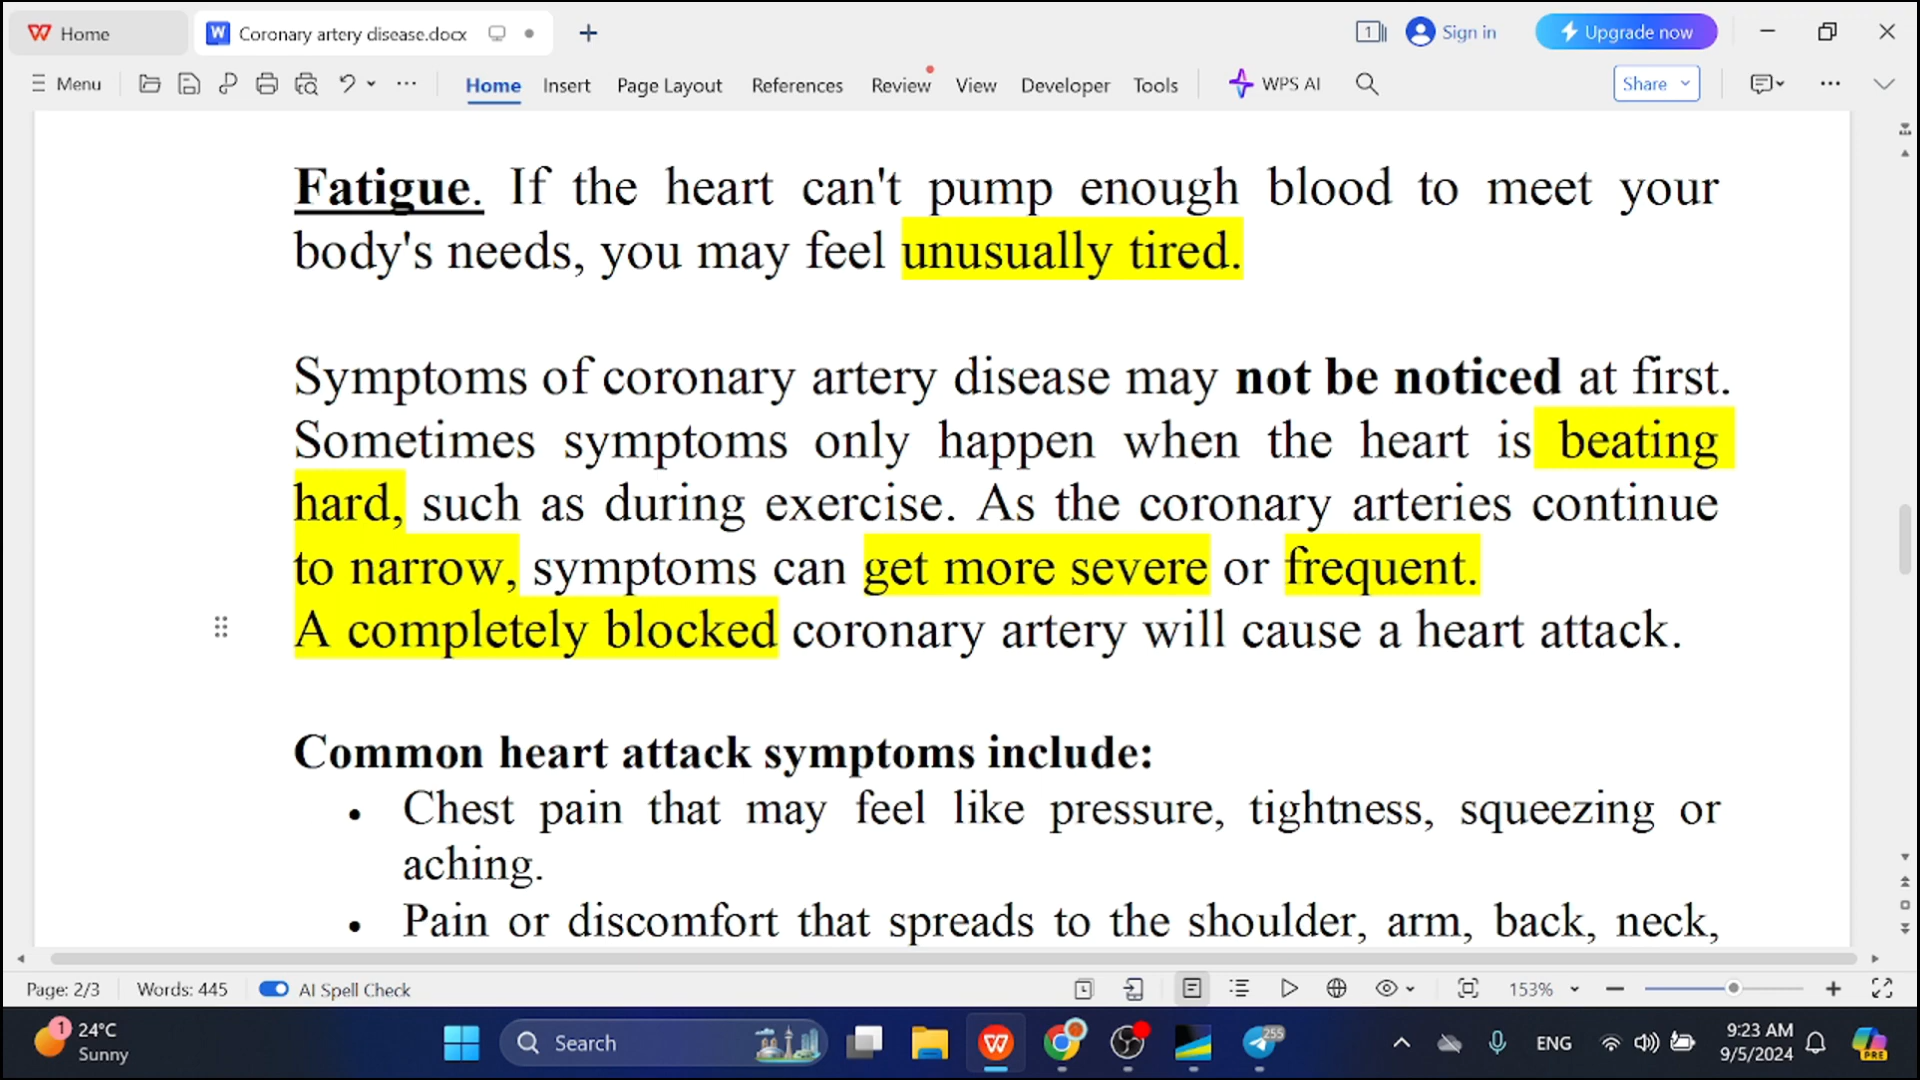 Home
Coronary artery disease.docx
1
Sign in
Upgrade now
Menu
Home Insert Page Layout References Review View Developer Tools WPS AI
Share
Fatigue. If the heart can't pump enough blood to meet your
body's needs, you may feel unusually tired.
Symptoms of coronary artery disease may not be noticed at first.
Sometimes symptoms only happen when the heart is beating
hard, such as during exercise. As the coronary arteries continue
to narrow, symptoms can get more severe or frequent.
A completely blocked coronary artery will cause a heart attack.
Common heart attack symptoms include:
• Chest pain that may feel like pressure, tightness, squeezing or
aching.
• Pain or discomfort that spreads to the shoulder, arm, back, neck,
Page: 2/3 Words: 445 AI Spell Check
153%
1
24°C
Sunny
Search
255
ENG
9:23 AM
9/5/2024
PRE